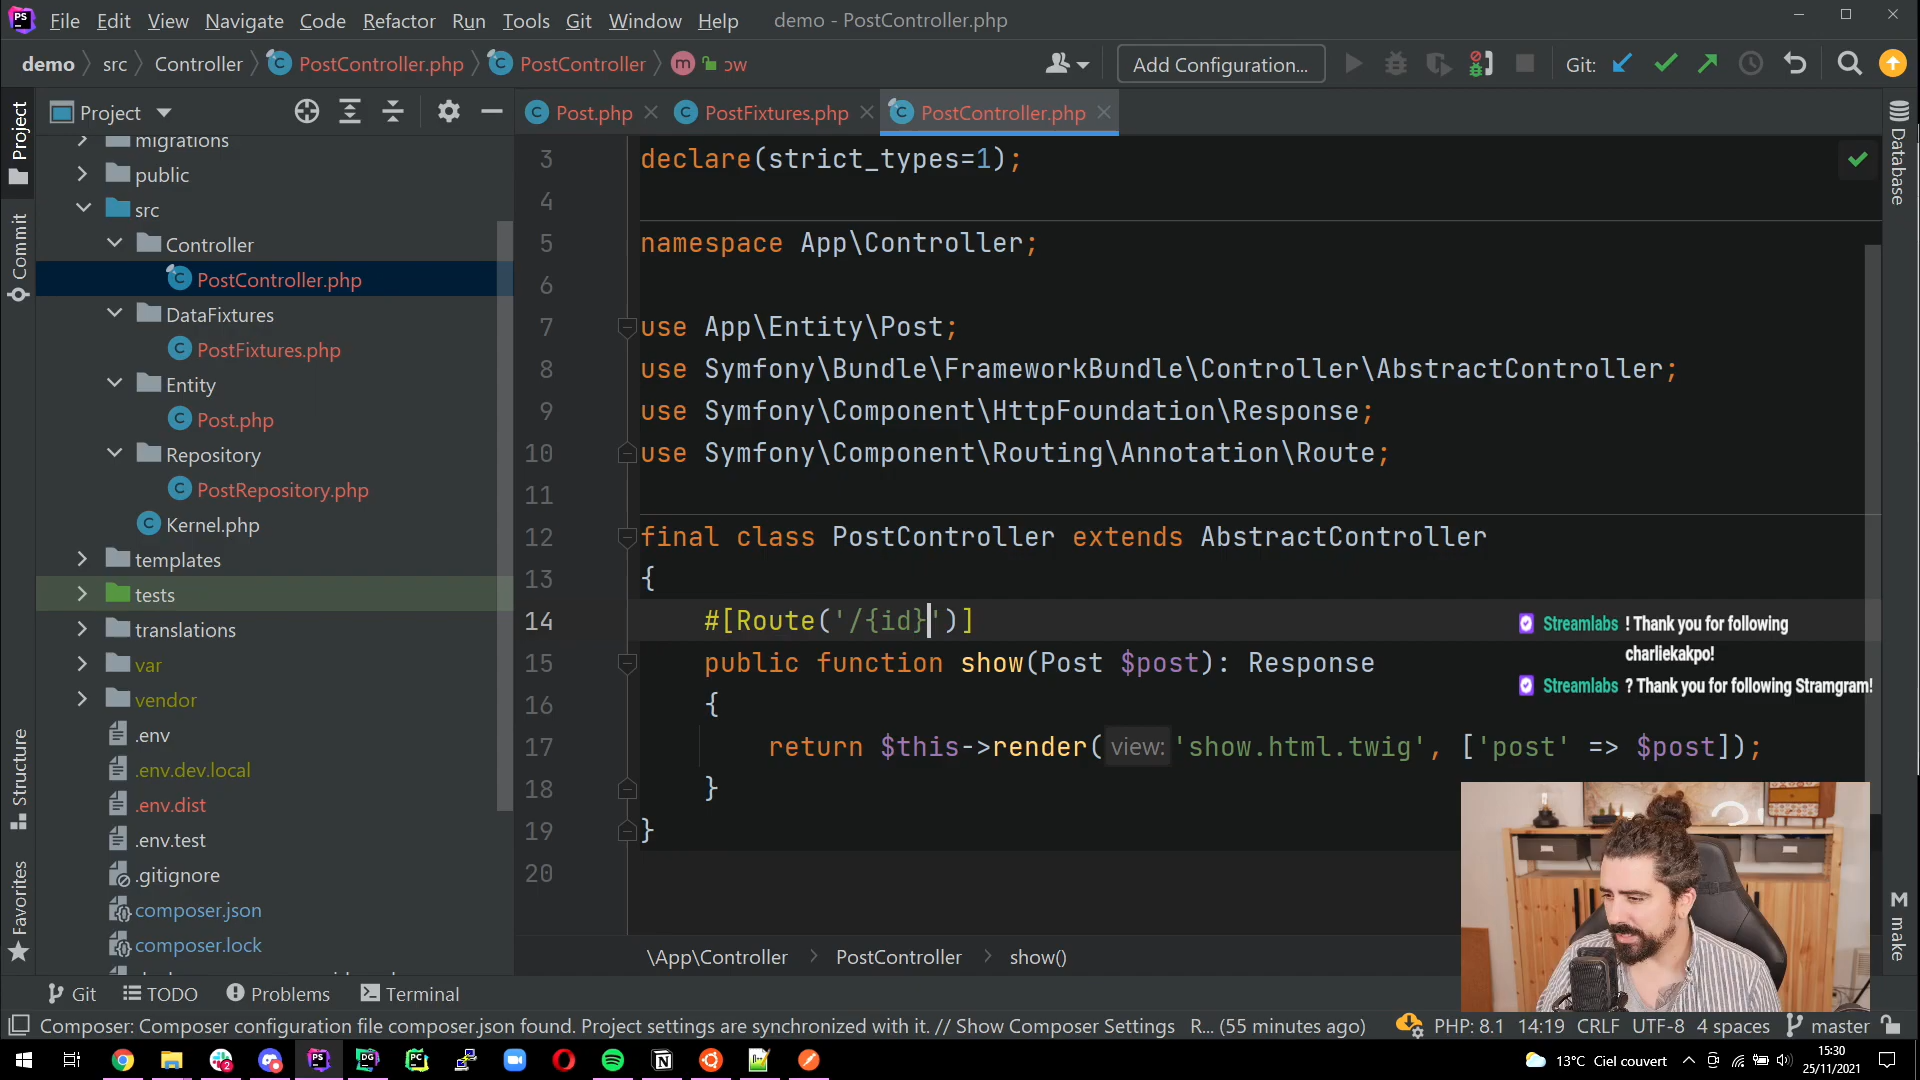 PS File Edit View Navigate Code Refactor Run Tools Git Window Help demo - PostController.php
demo src Controller PostController.php PostController m Add Configuration... Git:
Project
Post.php PostFixtures.php PostController.php
migrations
public
src
Controller
PostController.php
DataFixtures
PostFixtures.php
Entity
Post.php
Repository
PostRepository.php
Kernel.php
templates
tests
translations
var
vendor
.env
.env.dev.local
.env.dist
.env.test
.gitignore
composer.json
composer.lock
Project
Commit
Structure
Favorites
3 declare(strict_types=1);
4
5 namespace App\Controller;
6
7 use App\Entity\Post;
8 use Symfony\Bundle\FrameworkBundle\Controller\AbstractController;
9 use Symfony\Component\HttpFoundation\Response;
10 use Symfony\Component\Routing\Annotation\Route;
11
12 final class PostController extends AbstractController
13 {
14 #[Route('/{id}')]
15 public function show(Post $post): Response
16 {
17 return $this->render( view: 'show.html.twig', ['post' => $post]);
18 }
19 }
20
Streamlabs ! Thank you for following
charliekakpo!
Streamlabs ? Thank you for following Stramgram!
Database
M make
\App\Controller PostController show()
Git TODO Problems Terminal
Composer: Composer configuration file composer.json found. Project settings are synchronized with it. // Show Composer Settings R... (55 minutes ago) PHP: 8.1 14:19 CRLF UTF-8 4 spaces master
13°C Ciel couvert
15:30
25/11/2021